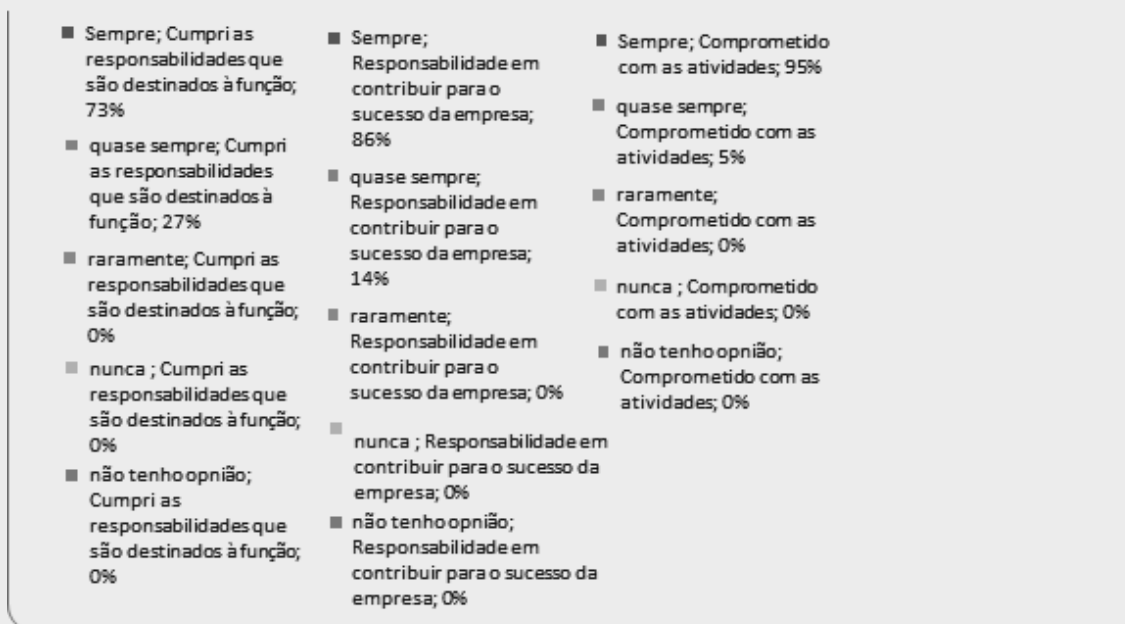 Sempre; Cumpri as
responsabilidades que
são destinados à função;
73%
quase sempre; Cumpri
as responsabilidades
que são destinados à
função; 27%
raramente; Cumpri as
responsabilidades que
são destinados à função;
0%
nunca ; Cumpri as
responsabilidades que
são destinados à função;
0%
não tenho opnião;
Cumpri as
responsabilidades que
são destinados à função;
0%
Sempre;
Responsabilidade em
contribuir para o
sucesso da empresa;
86%
quase sempre;
Responsabilidade em
contribuir para o
sucesso da empresa;
14%
raramente;
Responsabilidade em
contribuir para o
sucesso da empresa; 0%
nunca ; Responsabilidade em
contribuir para o sucesso da
empresa; 0%
não tenho opnião;
Responsabilidade em
contribuir para o sucesso da
empresa; 0%
Sempre; Comprometido
com as atividades; 95%
quase sempre;
Comprometido com as
atividades; 5%
raramente;
Comprometido com as
atividades; 0%
nunca ; Comprometido
com as atividades; 0%
não tenho opnião;
Comprometido com as
atividades; 0%